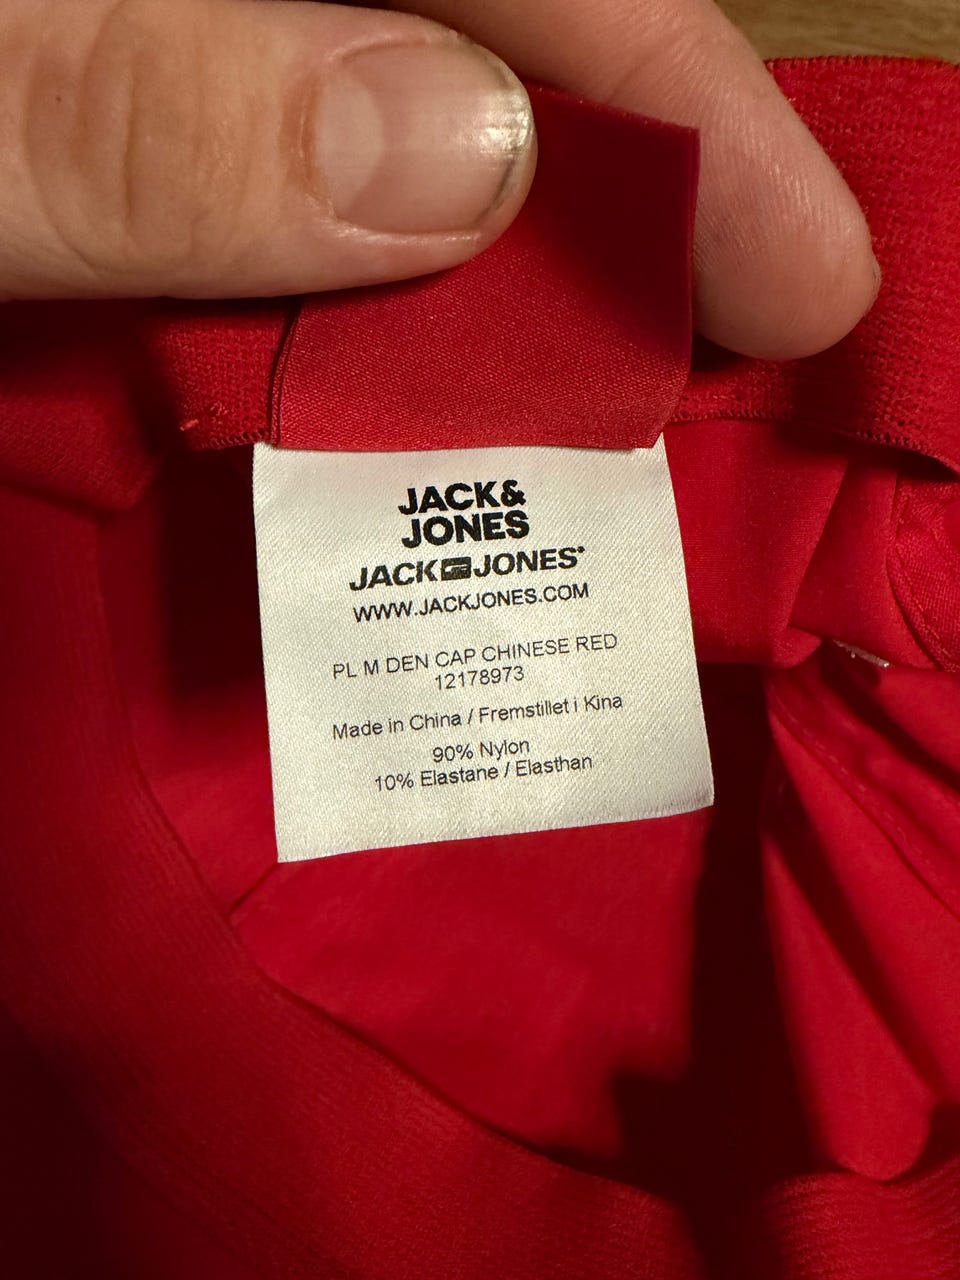 JACK&
JONES
JACK JONES®
WWW.JACKJONES.COM
PL M DEN CAP CHINESE RED
12178973
Made in China / Fremstillet i Kina
90% Nylon
10% Elastane / Elasthan